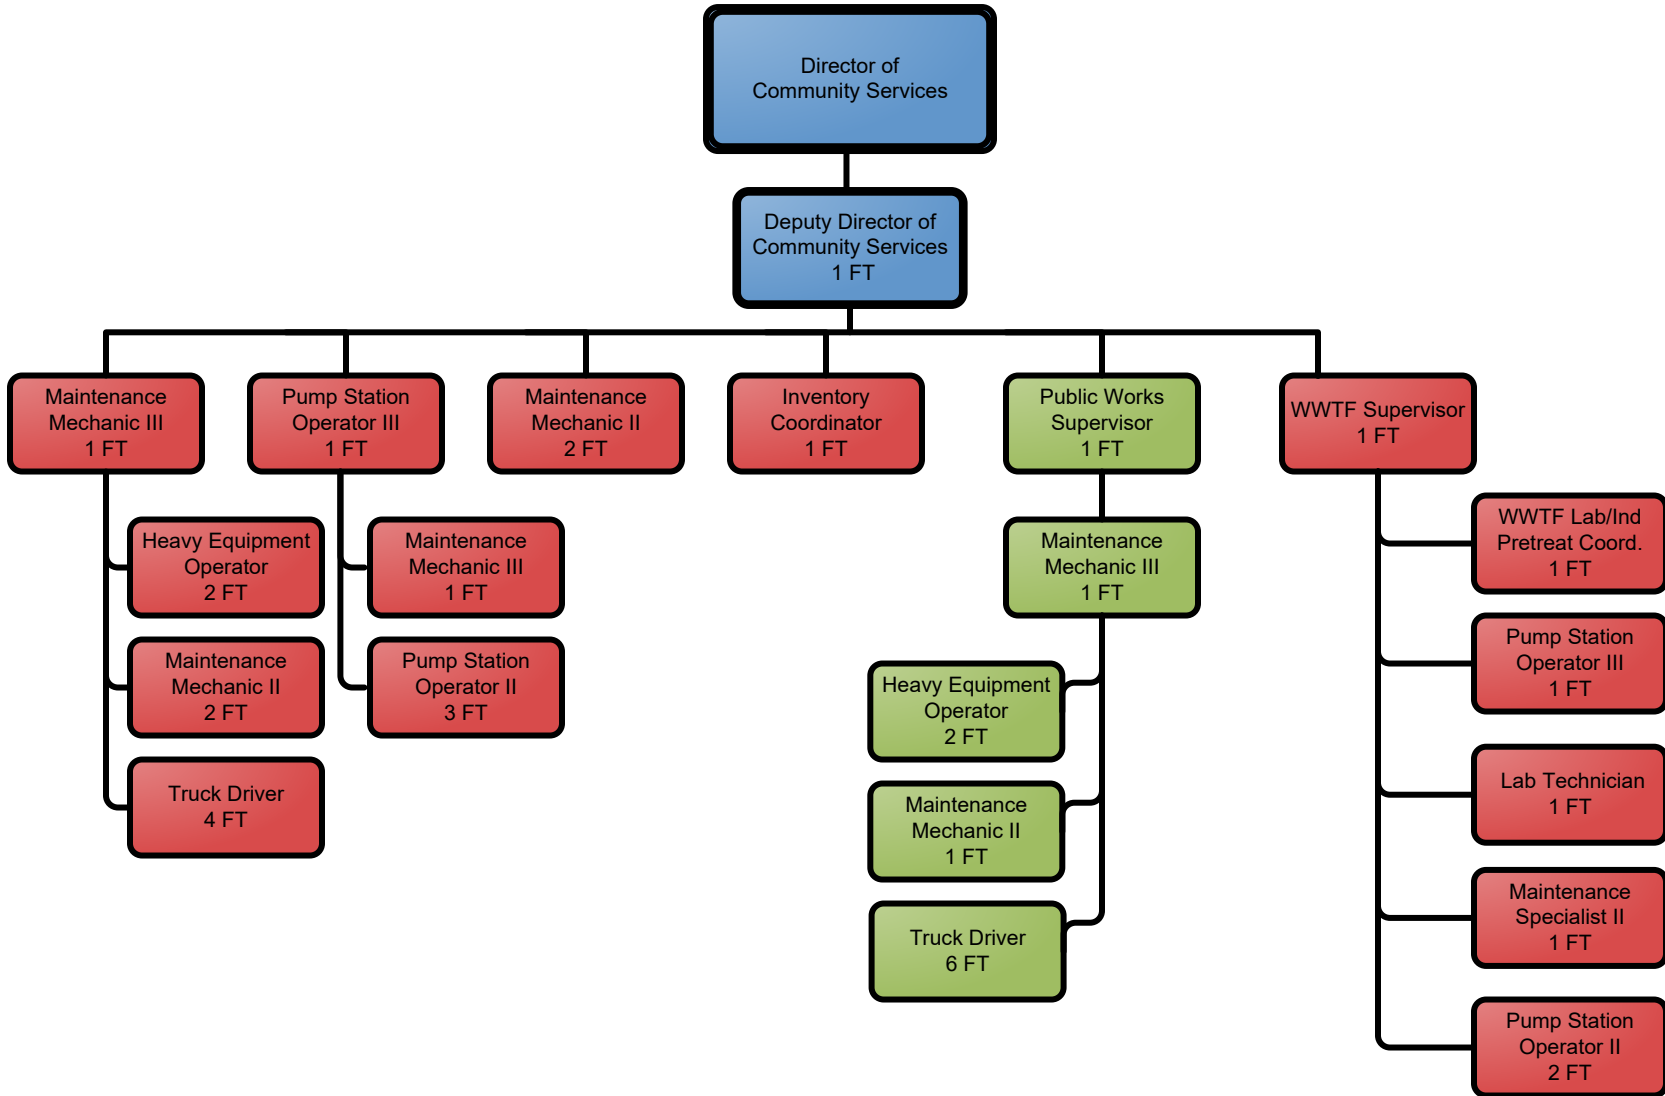 Director of
Community Services
Deputy Director of
Community Services
1 FT
Maintenance
Mechanic III
1 FT
Pump Station
Operator III
1 FT
Maintenance
Mechanic II
2 FT
Inventory
Coordinator
1 FT
Public Works
Supervisor
1 FT
WWTF Supervisor
1 FT
Heavy Equipment
Operator
2 FT
Maintenance
Mechanic II
2 FT
Truck Driver
4 FT
Maintenance
Mechanic III
1 FT
Pump Station
Operator II
3 FT
Maintenance
Mechanic III
1 FT
Heavy Equipment
Operator
2 FT
Maintenance
Mechanic II
1 FT
Truck Driver
6 FT
WWTF Lab/Ind
Pretreat Coord.
1 FT
Pump Station
Operator III
1 FT
Lab Technician
1 FT
Maintenance
Specialist II
1 FT
Pump Station
Operator II
2 FT